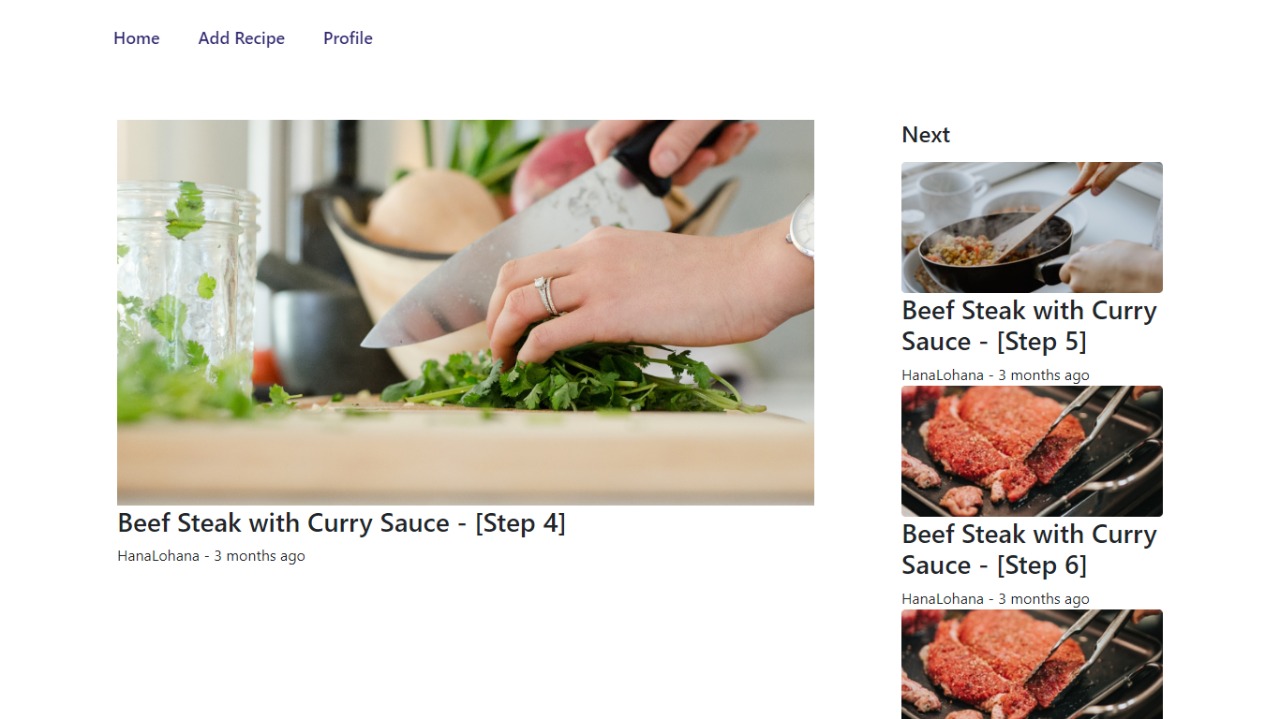 Home
Add Recipe
Profile
Beef Steak with Curry Sauce - [Step 4]
HanaLohana - 3 months ago
Next
Beef Steak with Curry
Sauce - [Step 5]
HanaLohana - 3 months ago
Beef Steak with Curry
Sauce - [Step 6]
HanaLohana - 3 months ago